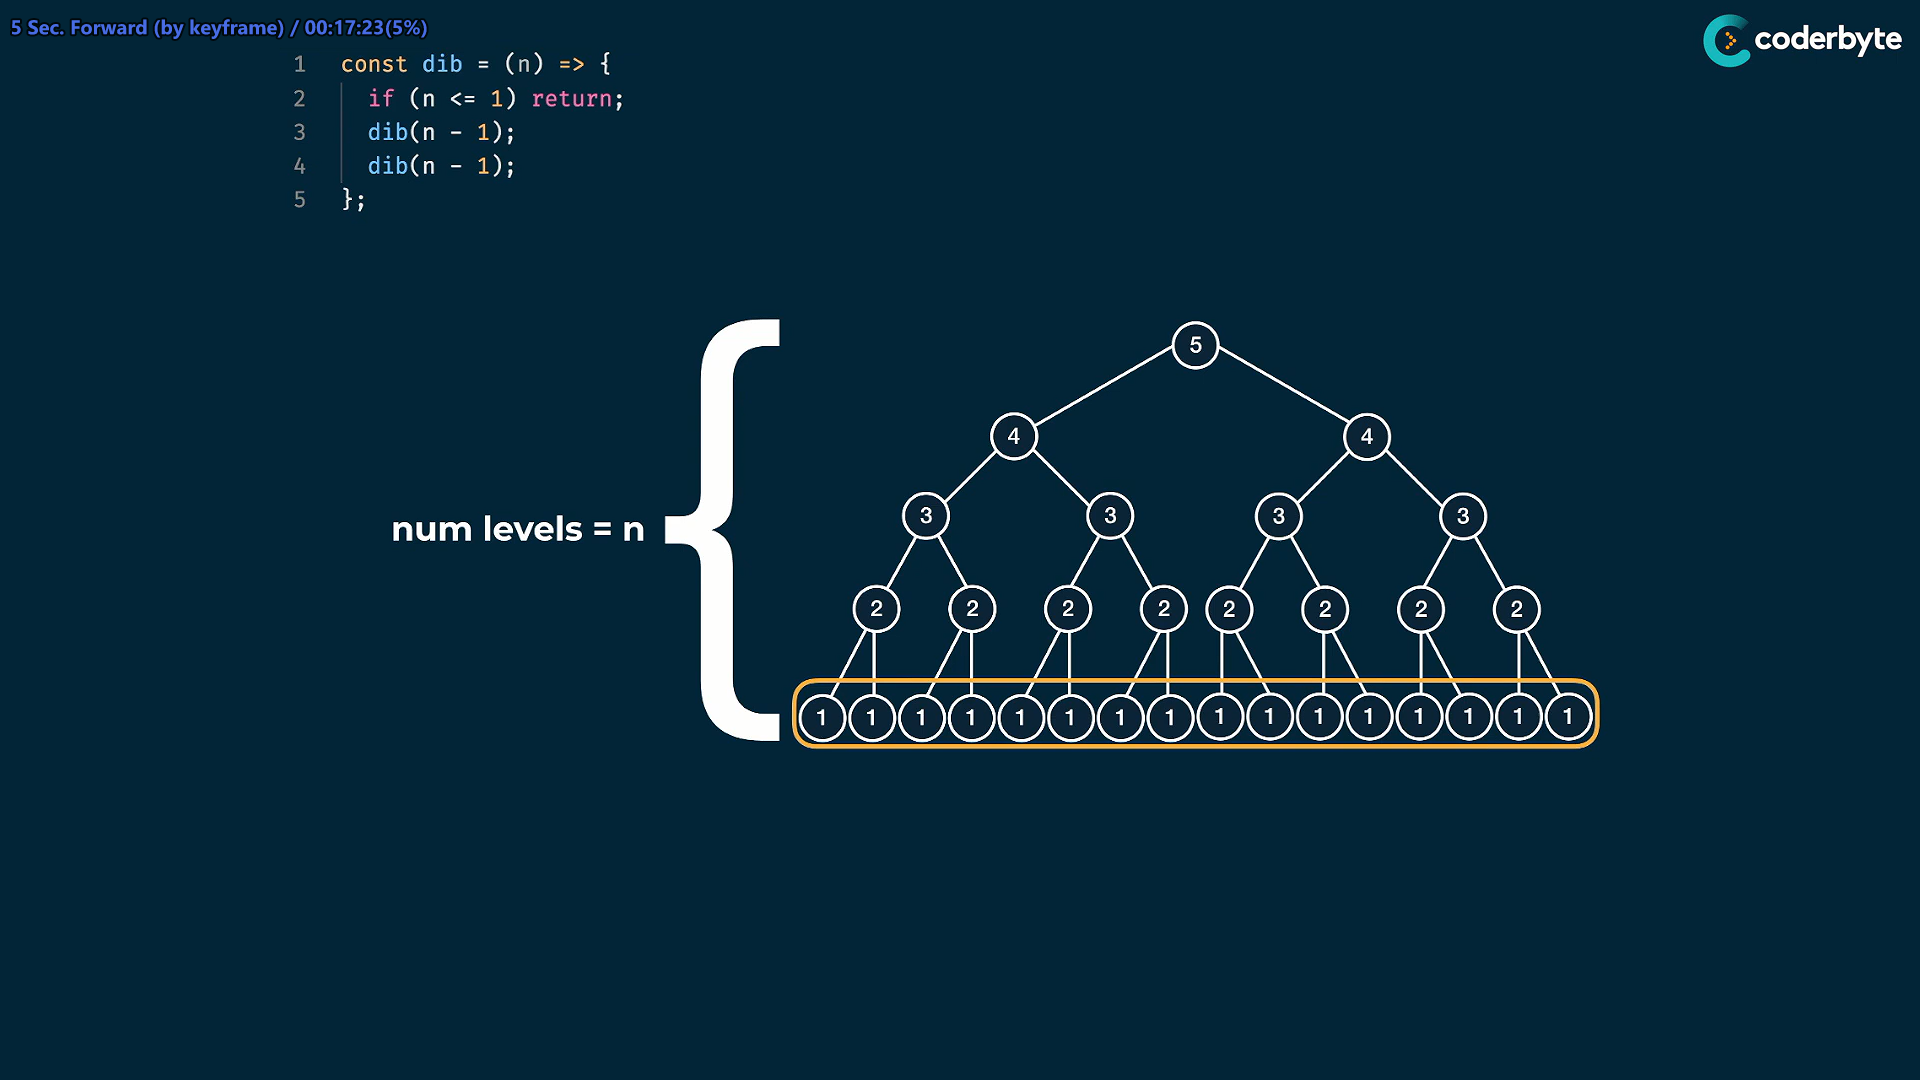 5 Sec. Forward (by keyframe) / 00:17:23(5%)
coderbyte
1 const dib = (n) => {
2 if (n <= 1) return;
3 dib(n - 1);
4 dib(n - 1);
5 };
5
4 4
3 3 3 3
num levels = n
2 2 2 2 2 2 2 2
1 1 1 1 1 1 1 1 1 1 1 1 1 1 1 1